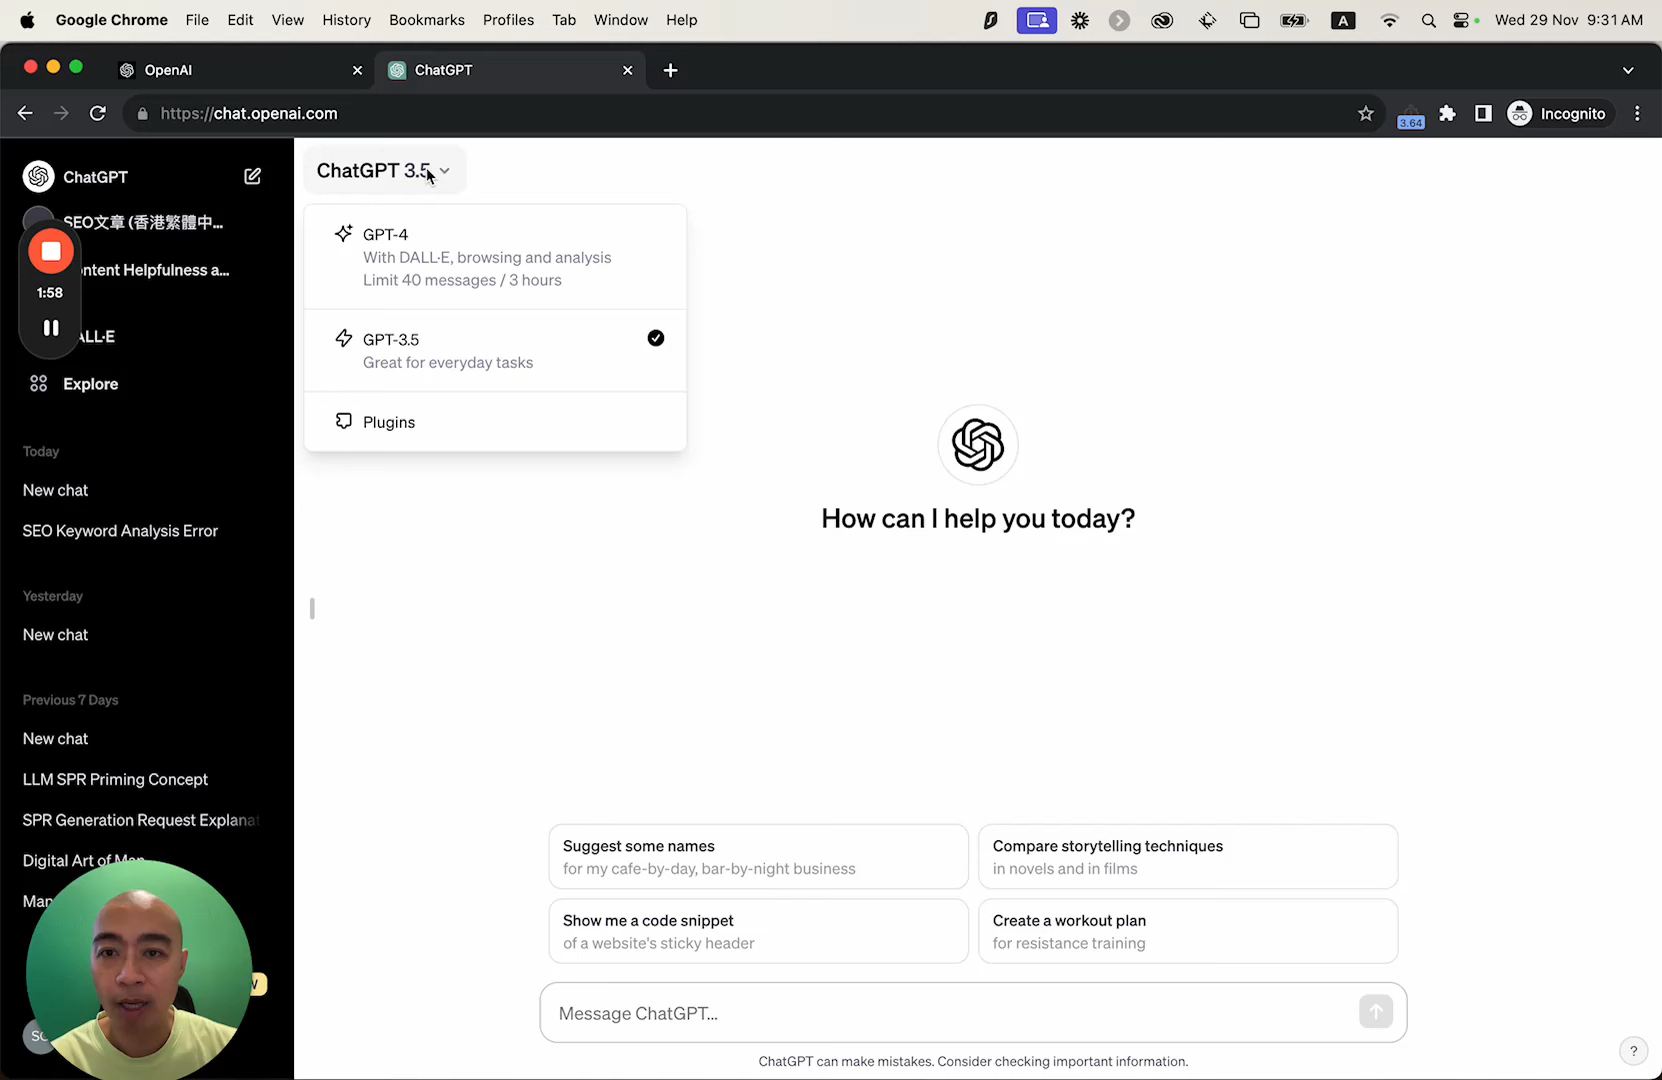 Google Chrome File Edit View History Bookmarks Profiles Tab Window Help
A
Wed 29 Nov 9:31 AM
OpenAI
ChatGPT
https://chat.openai.com
3.64
Incognito
ChatGPT
SEO文章 (香港繁體中...
ntent Helpfulness a...
ALL·E
1:58
Explore
Today
New chat
SEO Keyword Analysis Error
Yesterday
New chat
Previous 7 Days
New chat
LLM SPR Priming Concept
SPR Generation Request Explanat
Digital Art of Man
Man
ChatGPT 3.5
GPT-4
With DALL·E, browsing and analysis
Limit 40 messages / 3 hours
GPT-3.5
Great for everyday tasks
Plugins
How can I help you today?
Suggest some names
for my cafe-by-day, bar-by-night business
Compare storytelling techniques
in novels and in films
Show me a code snippet
of a website's sticky header
Create a workout plan
for resistance training
Message ChatGPT...
ChatGPT can make mistakes. Consider checking important information.
?